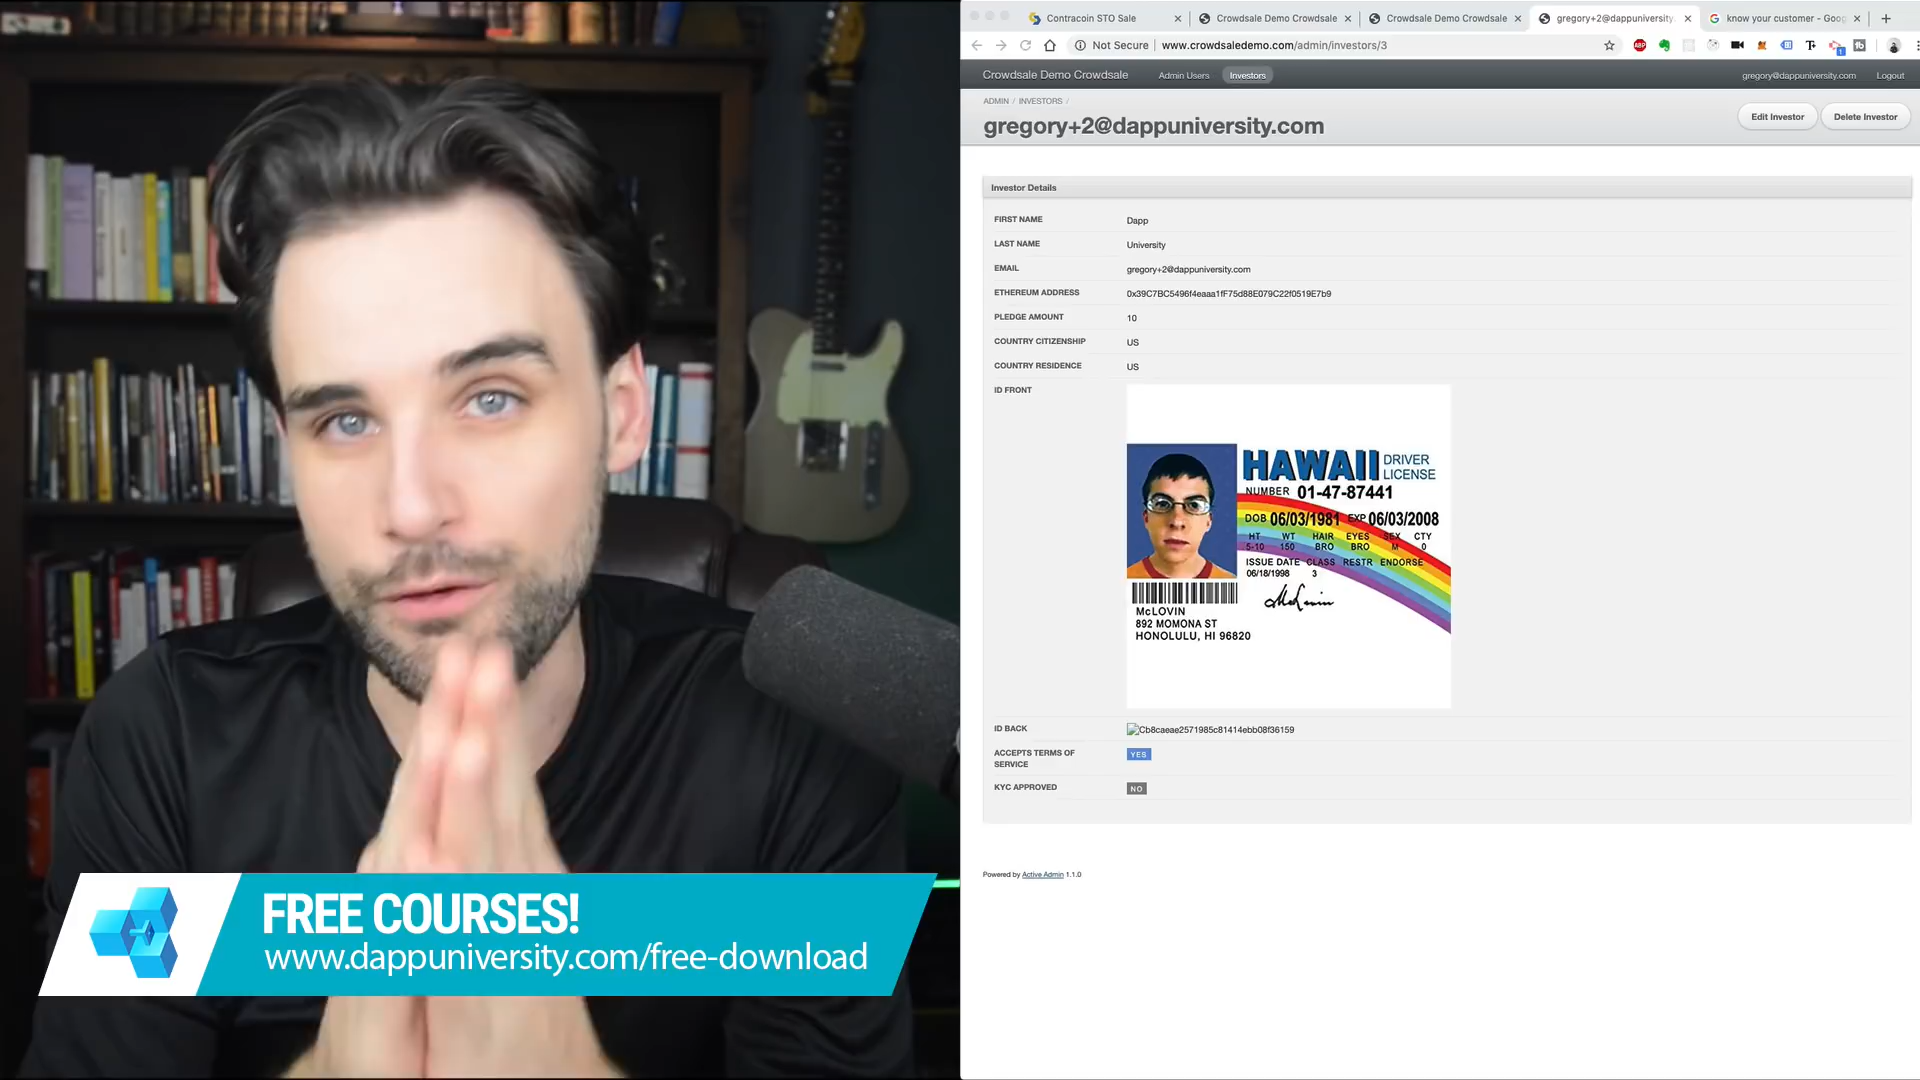 Contracoin STO Sale
Crowdsale Demo Crowdsale
Crowdsale Demo Crowdsale
gregory+2@dappuniversity.
know your customer - Goog
Not Secure
www.crowdsaledemo.com/admin/investors/3
Crowdsale Demo Crowdsale
Admin Users
Investors
gregory@dappuniversity.com
Logout
ADMIN / INVESTORS /
gregory+2@dappuniversity.com
Edit Investor
Delete Investor
Investor Details
FIRST NAME
Dapp
LAST NAME
University
EMAIL
gregory+2@dappuniversity.com
ETHEREUM ADDRESS
0x39C7BC5496f4eaaa1fF75d88E079C22f0519E7b9
PLEDGE AMOUNT
10
COUNTRY CITIZENSHIP
US
COUNTRY RESIDENCE
US
ID FRONT
HAWAII DRIVER
LICENSE
NUMBER 01-47-87441
DOB 06/03/1981 EXP 06/03/2008
HT WT HAIR EYES SEX CTY
5-10 150 BRO BRO M 0
ISSUE DATE CLASS RESTR ENDORSE
06/18/1998 3
McLovin
McLOVIN
892 MOMONA ST
HONOLULU, HI 96820
ID BACK
Cb8caeae2571985c81414ebb08f36159
ACCEPTS TERMS OF
SERVICE
YES
KYC APPROVED
NO
Powered by Active Admin 1.1.0
FREE COURSES!
www.dappuniversity.com/free-download